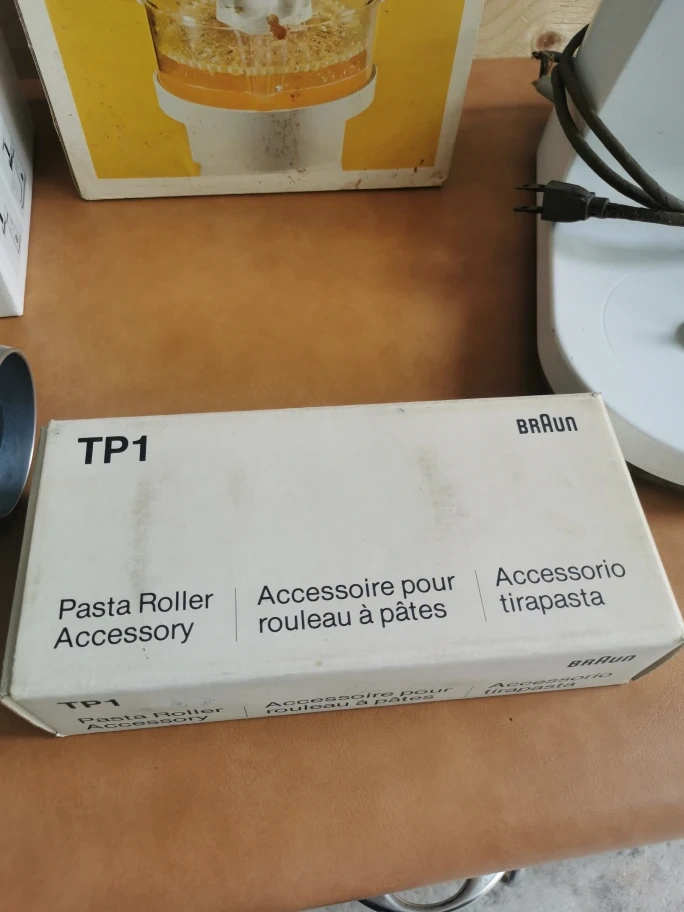 TP1
BRAUN
Pasta Roller
Accessory
Accessoire pour
rouleau à pâtes
Accessorio
tirapasta
BRAUN
TP1
Pasta Roller
Accessory
Accessoire pour
rouleau à pâtes
Accessorio
tirapasta